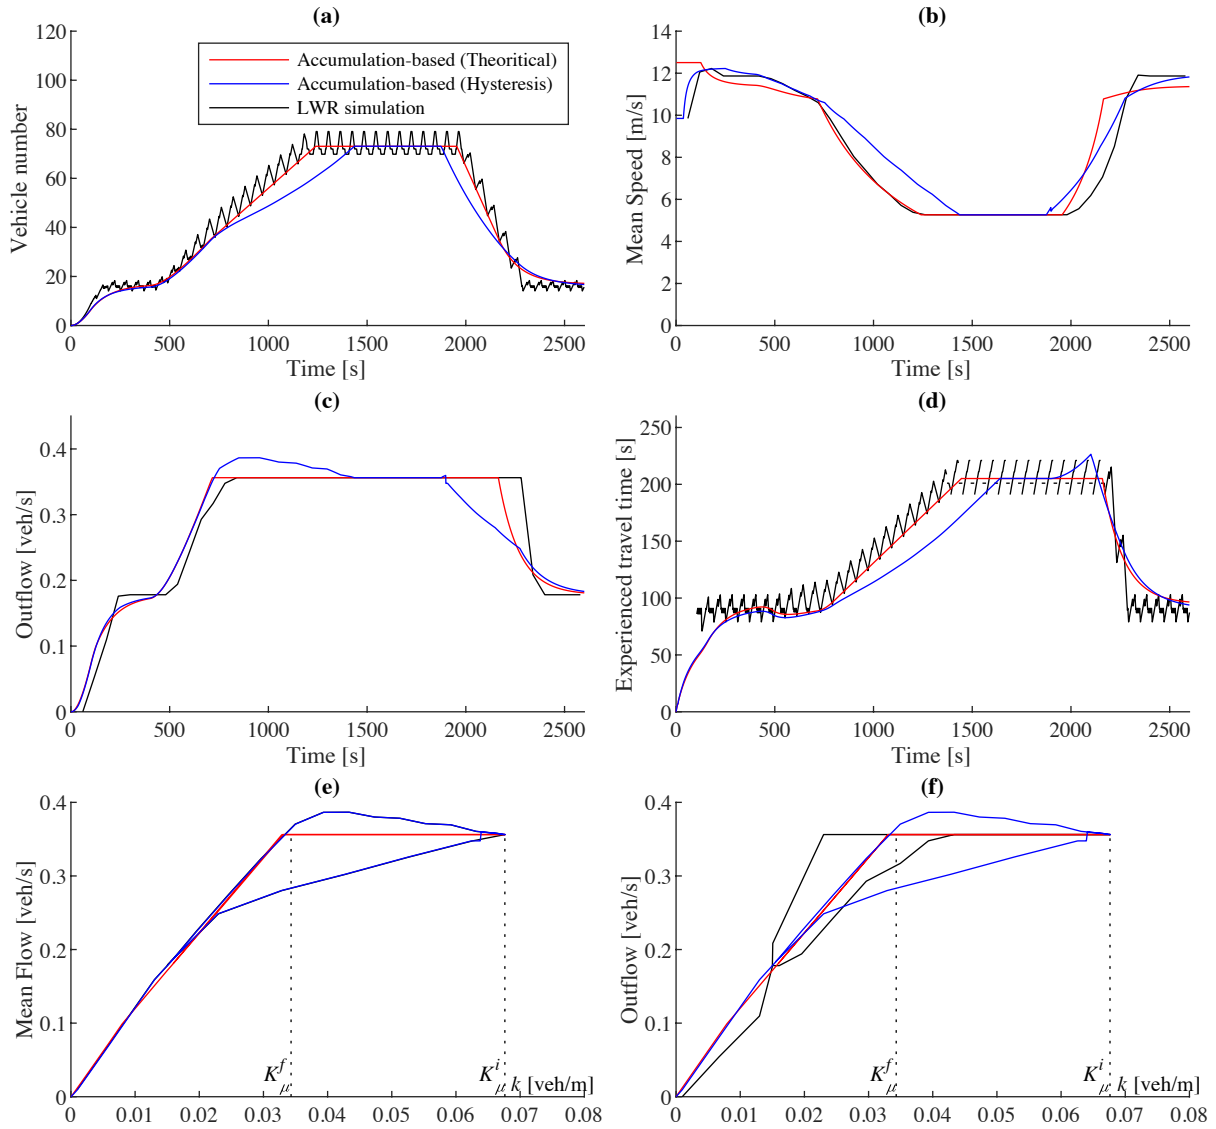 (a)
120
100
80
60
40
20
0
Vehicle number
Accumulation-based (Theoritical)
Accumulation-based (Hysteresis)
LWR simulation
0 500 1000 1500 2000 2500
Time [s]
(b)
14
12
10
8
6
4
2
0
Mean Speed [m/s]
0 500 1000 1500 2000 2500
Time [s]
(c)
0.4
0.3
0.2
0.1
0
Outflow [veh/s]
0 500 1000 1500 2000 2500
Time [s]
(d)
250
200
150
100
50
0
Experienced travel time [s]
0 500 1000 1500 2000 2500
Time [s]
(e)
0.4
0.3
0.2
0.1
0
Mean Flow [veh/s]
K_μ^f K_μ^i k [veh/m]
0 0.01 0.02 0.03 0.04 0.05 0.06 0.07 0.08
(f)
0.4
0.3
0.2
0.1
0
Outflow [veh/s]
K_μ^f K_μ^i k [veh/m]
0 0.01 0.02 0.03 0.04 0.05 0.06 0.07 0.08